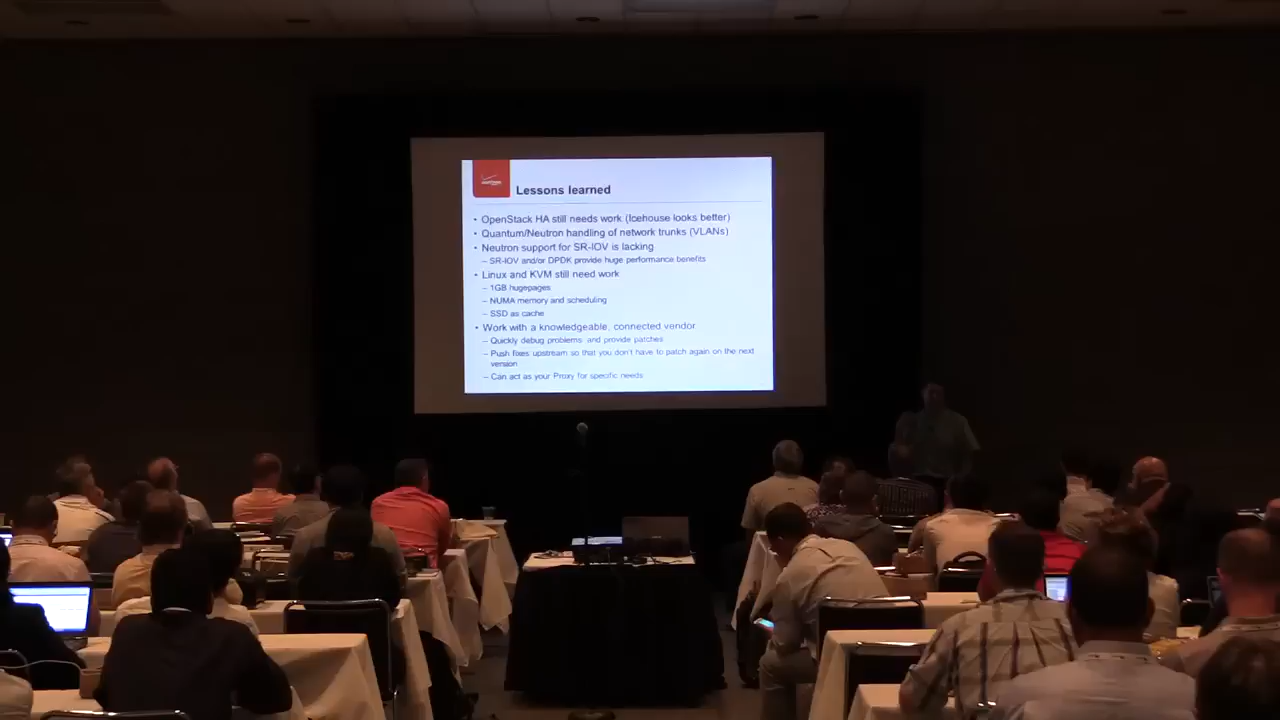 Lessons learned
• OpenStack HA still needs work (Icehouse looks better)
• Quantum/Neutron handling of network trunks (VLANs)
• Neutron support for SR-IOV is lacking
– SR-IOV and/or DPDK provide huge performance benefits
• Linux and KVM still need work
– 1GB hugepages
– NUMA memory and scheduling
– SSD as cache
• Work with a knowledgeable, connected vendor
– Quickly debug problems and provide patches
– Push fixes upstream so that you don't have to patch again on the next
version
– Can act as your Proxy for specific needs